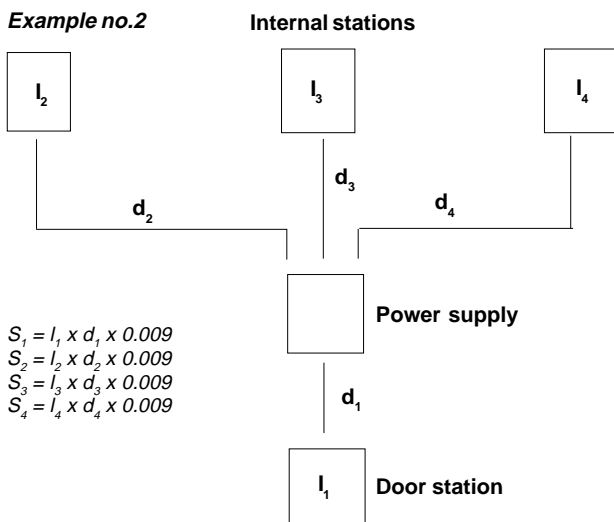 Example no.2 Internal stations
I₂ I₃ I₄
d₃
d₂ d₄
Power supply
S₁ = I₁ x d₁ x 0.009
S₂ = I₂ x d₂ x 0.009
S₃ = I₃ x d₃ x 0.009
S₄ = I₄ x d₄ x 0.009
d₁
I₁ Door station